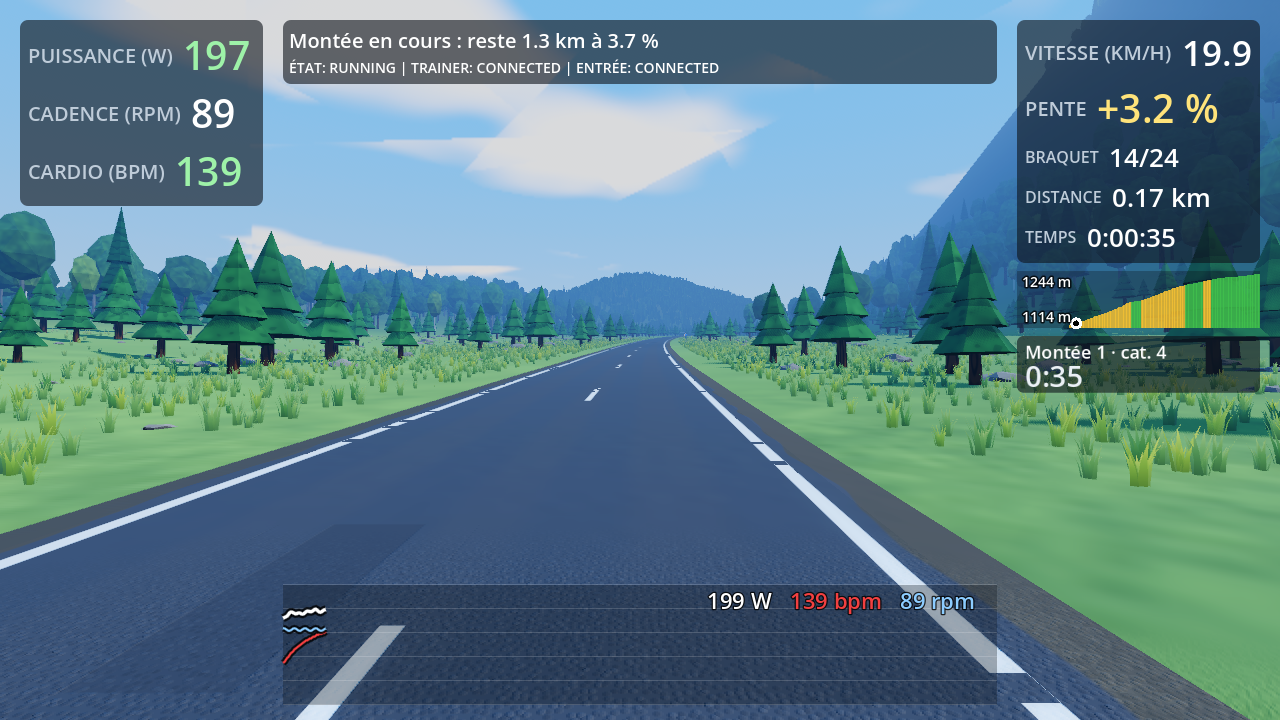 PUISSANCE (W) 197
CADENCE (RPM) 89
CARDIO (BPM) 139
Montée en cours : reste 1.3 km à 3.7 %
ÉTAT: RUNNING | TRAINER: CONNECTED | ENTRÉE: CONNECTED
VITESSE (KM/H) 19.9
PENTE +3.2 %
BRAQUET 14/24
DISTANCE 0.17 km
TEMPS 0:00:35
1244 m
1114 m
Montée 1 · cat. 4
0:35
199 W 139 bpm 89 rpm